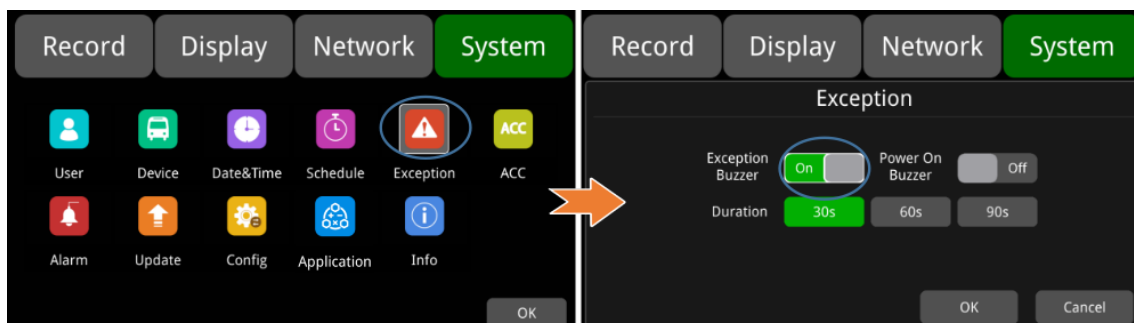 Record Display Network System
User Device Date&Time Schedule Exception ACC
ACC
Alarm Update Config Application Info
OK
Record Display Network System
Exception
Exception Buzzer On Power On Buzzer Off
Duration 30s 60s 90s
OK Cancel